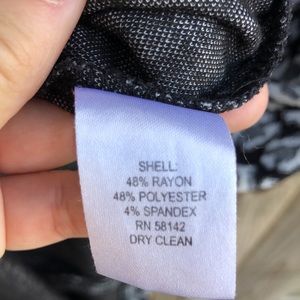 SHELL:
48% RAYON
48% POLYESTER
4% SPANDEX
RN 58142
DRY CLEAN